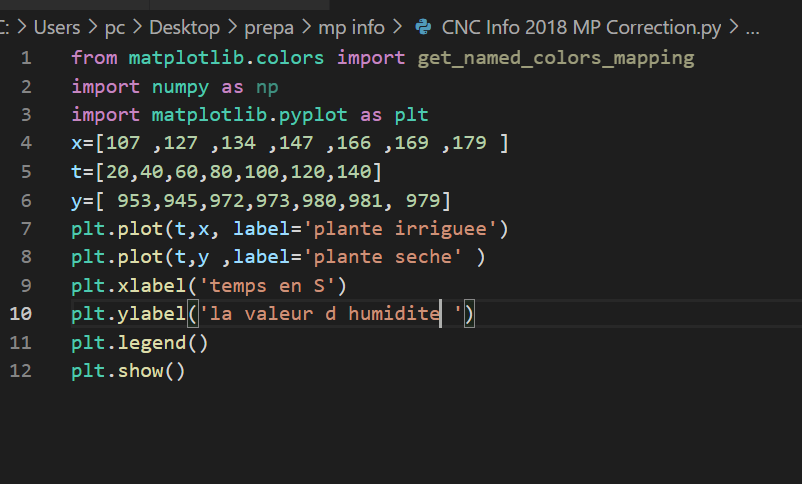 C: > Users > pc > Desktop > prepa > mp info > CNC Info 2018 MP Correction.py > ...
1 from matplotlib.colors import get_named_colors_mapping
2 import numpy as np
3 import matplotlib.pyplot as plt
4 x=[107 ,127 ,134 ,147 ,166 ,169 ,179 ]
5 t=[20,40,60,80,100,120,140]
6 y=[ 953,945,972,973,980,981, 979]
7 plt.plot(t,x, label='plante irriguee')
8 plt.plot(t,y ,label='plante seche' )
9 plt.xlabel('temps en S')
10 plt.ylabel('la valeur d humidite ')
11 plt.legend()
12 plt.show()